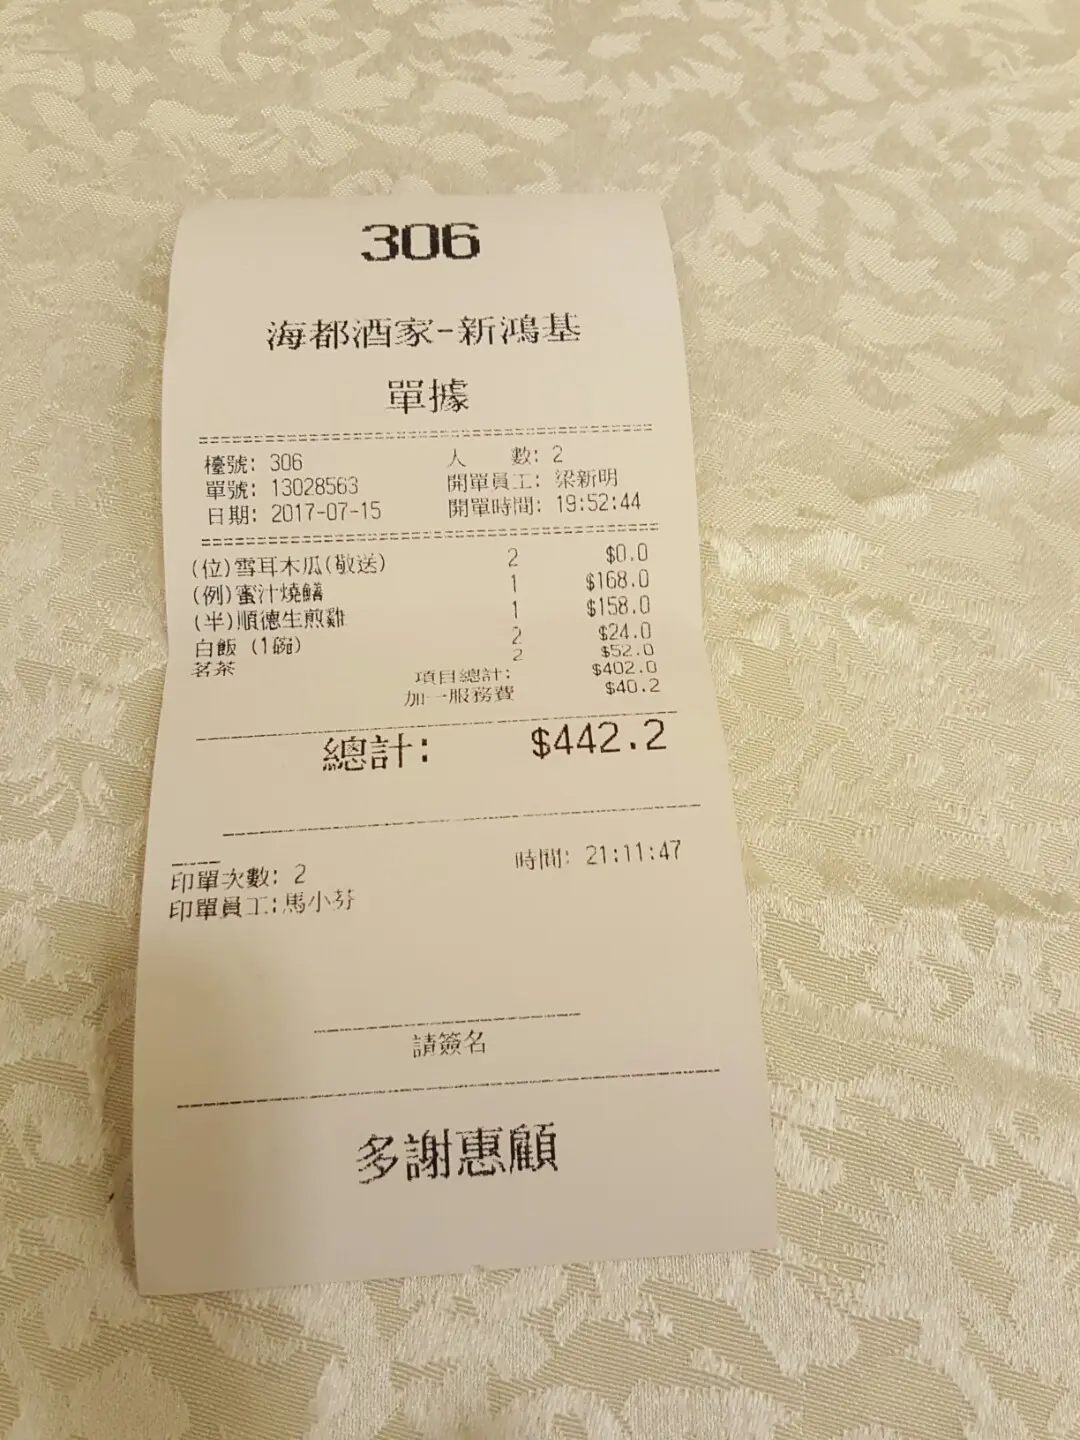 306
海都酒家-新鴻基
單據
檯號: 306 人 數: 2
單號: 13028563 開單員工: 梁新明
日期: 2017-07-15 開單時間: 19:52:44
(位)雪耳木瓜(敬送) 2 $0.0
(例)蜜汁燒鱔 1 $168.0
(半)順德生煎雞 1 $158.0
白飯 (1碗) 2 $24.0
茗茶 2 $52.0
項目總計: $402.0
加一服務費 $40.2
總計: $442.2
印單次數: 2 時間: 21:11:47
印單員工:馬小芬
請簽名
多謝惠顧